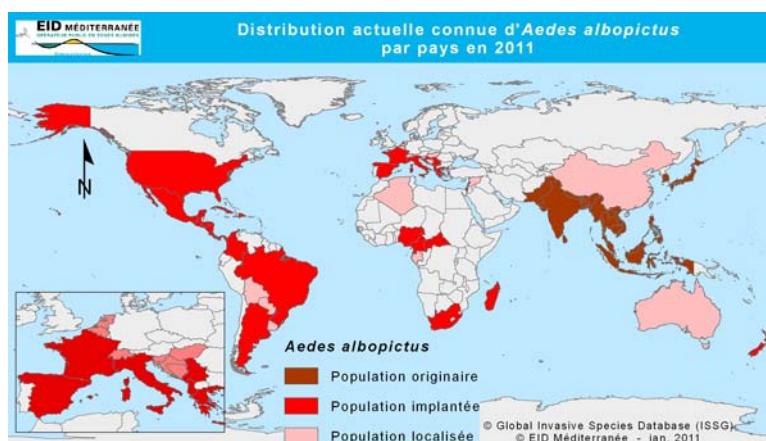 EID MÉDITERRANÉE
Distribution actuelle connue d'Aedes albopictus
par pays en 2011
N
Aedes albopictus
Population originaire
Population implantée
Population localisée
© Global Invasive Species Database (ISSG)
© EID Méditerranée - jan. 2011